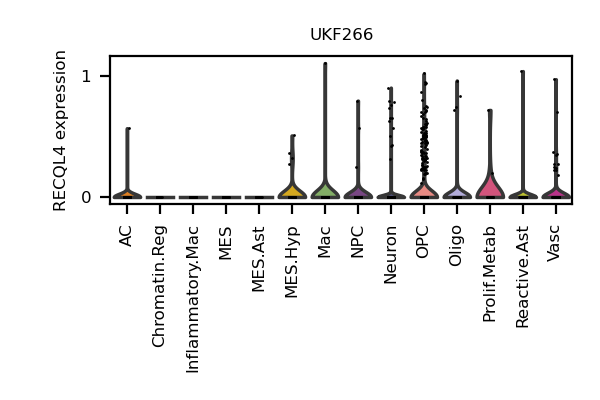 UKF266
RECQL4 expression
1
0
AC
Chromatin.Reg
Inflammatory.Mac
MES
MES.Ast
MES.Hyp
Mac
NPC
Neuron
OPC
Oligo
Prolif.Metab
Reactive.Ast
Vasc